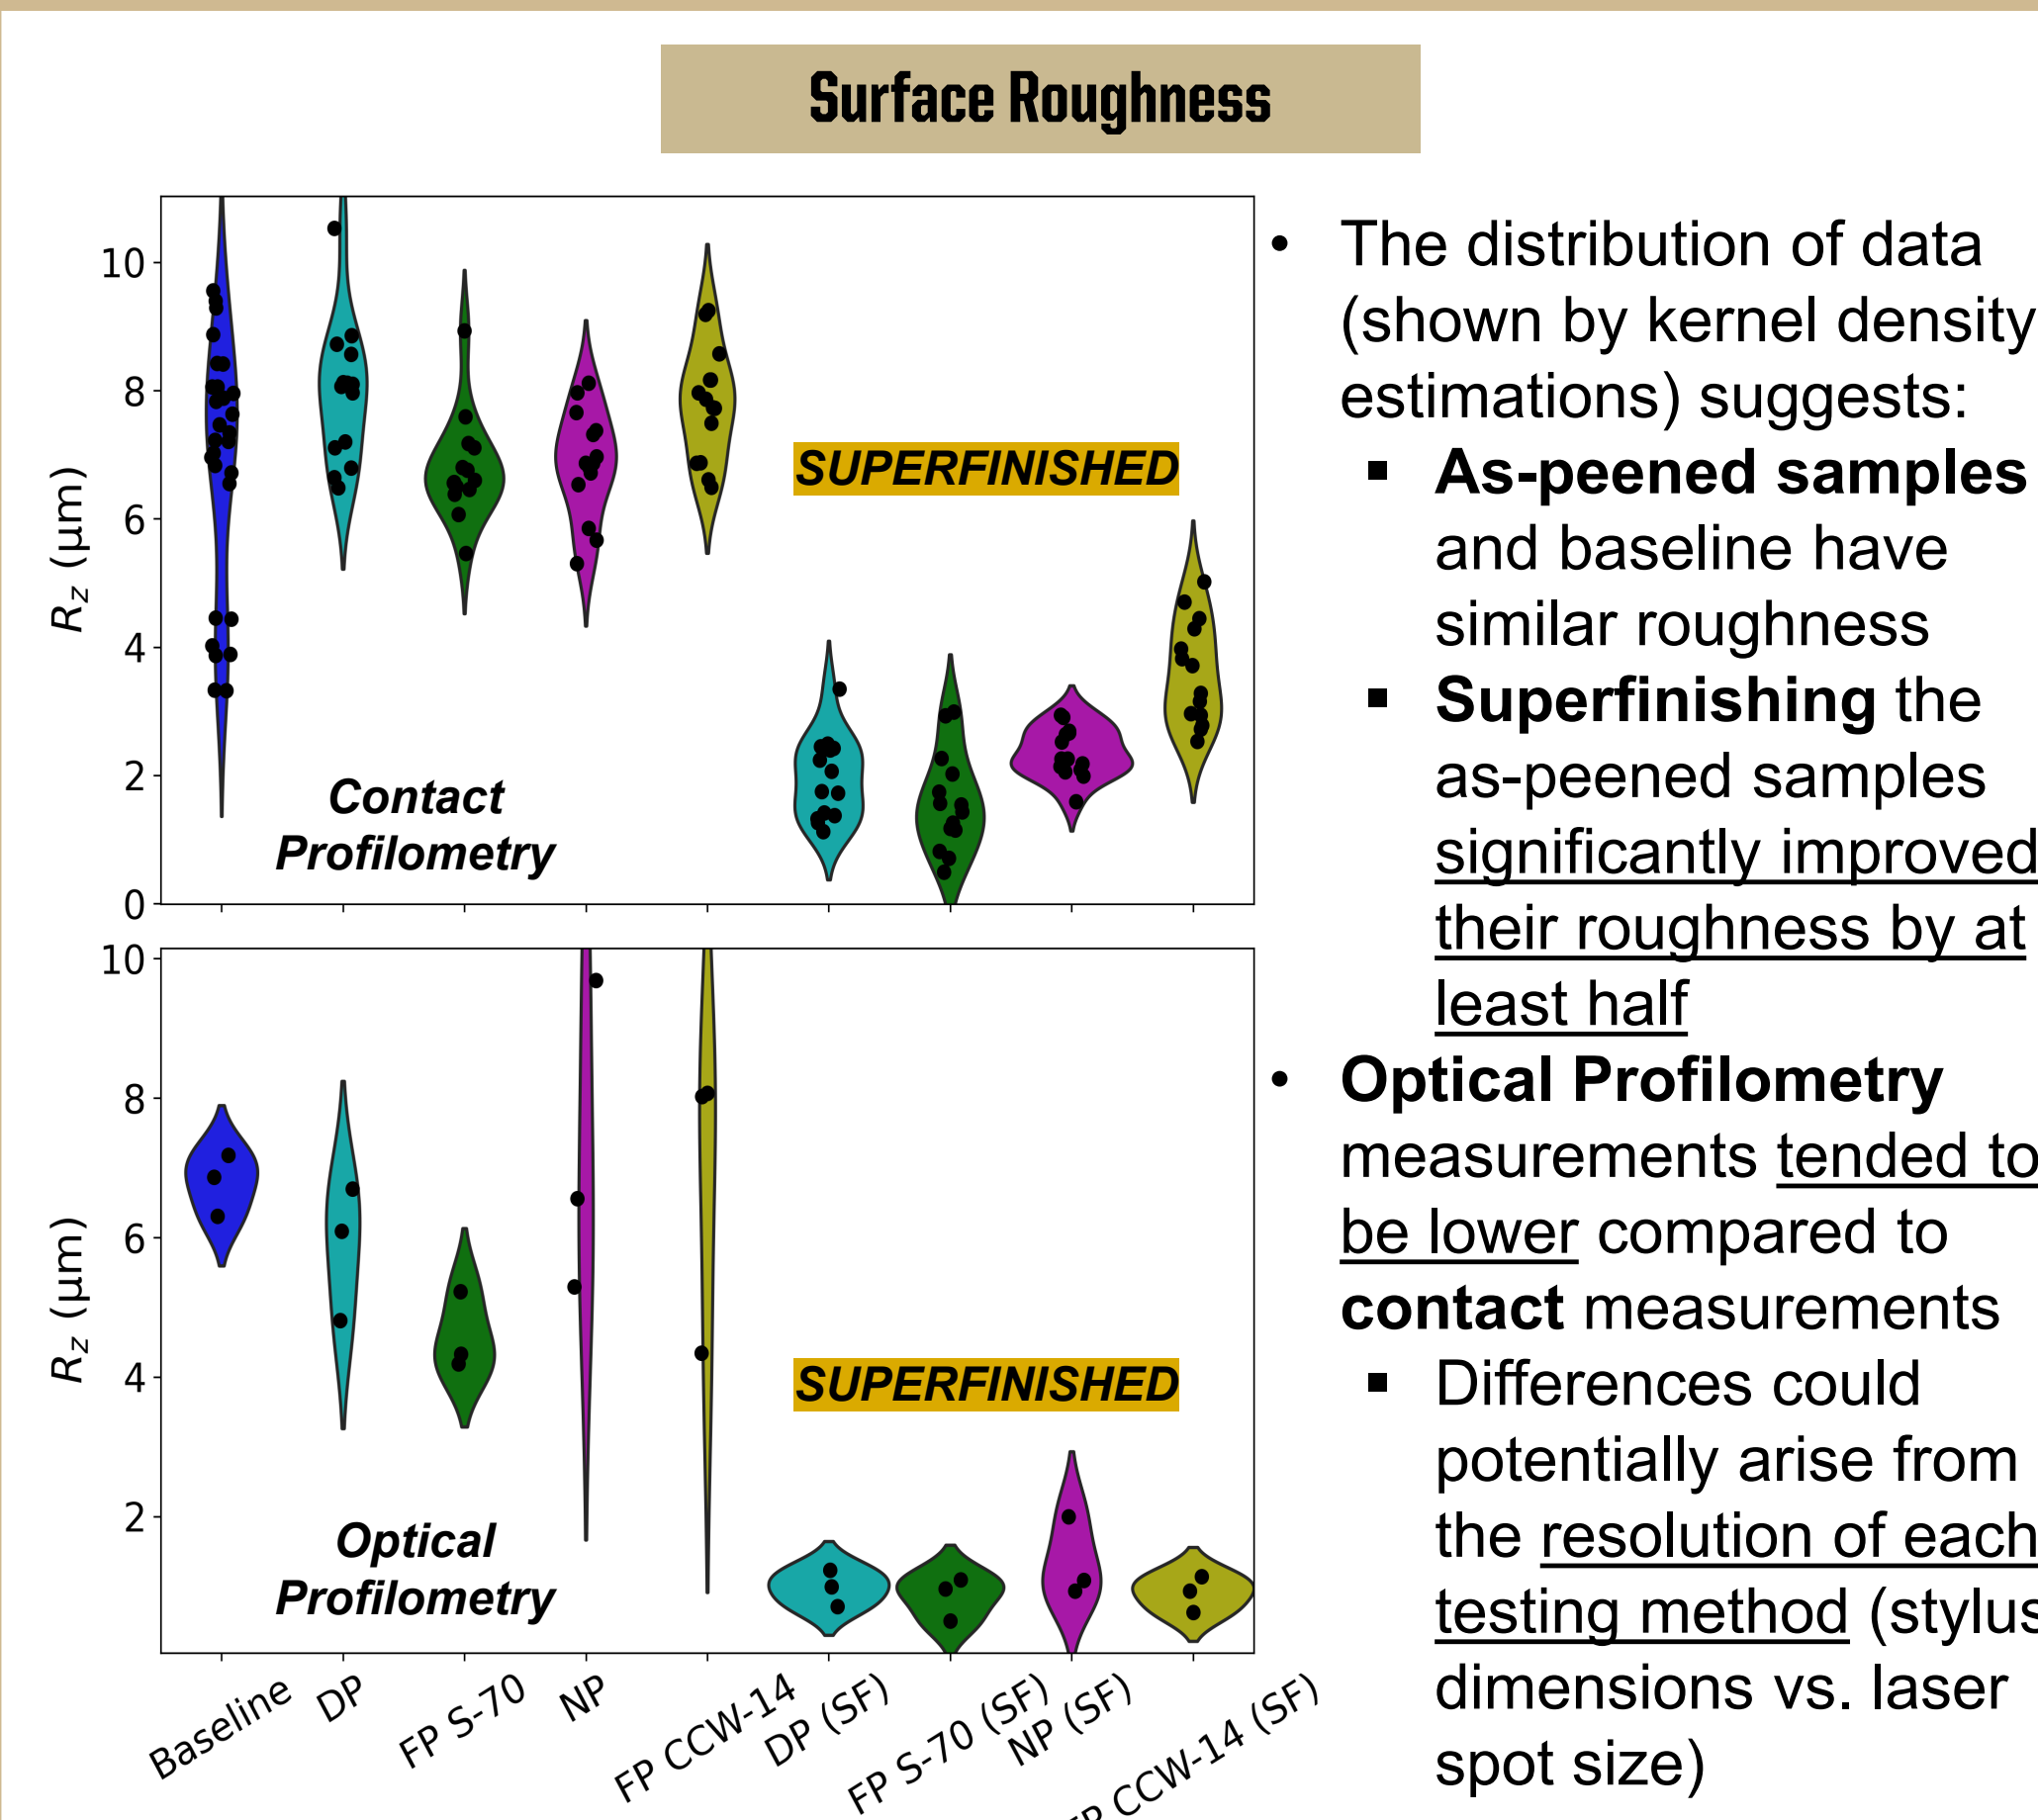 Surface Roughness
10
8
6
4
2
0
Rz (μm)
SUPERFINISHED
Contact
Profilometry
10
8
6
4
2
Rz (μm)
SUPERFINISHED
Optical
Profilometry
Baseline
DP
FP S-70
NP
FP CCW-14
DP (SF)
FP S-70 (SF)
NP (SF)
FP CCW-14 (SF)
• The distribution of data
(shown by kernel density
estimations) suggests:
▪ As-peened samples
and baseline have
similar roughness
▪ Superfinishing the
as-peened samples
significantly improved
their roughness by at
least half
• Optical Profilometry
measurements tended to
be lower compared to
contact measurements
▪ Differences could
potentially arise from
the resolution of each
testing method (stylus
dimensions vs. laser
spot size)